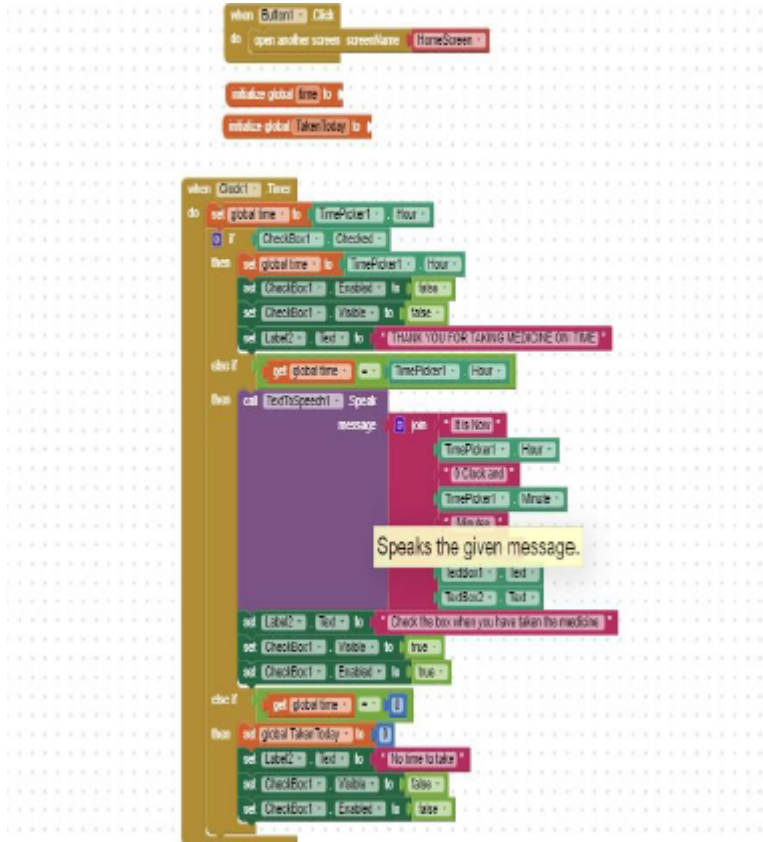 when Button1 Click
do open another screen screenName HomeScreen
initialize global time to
initialize global TakenToday to
when Clock1 .Timer
do set global time to TimePicker1 . Hour
if CheckBox1 . Checked
then set global time to TimePicker1 . Hour
set CheckBox1 . Enabled to false
set CheckBox1 . Visible to false
set Label2 . Text to " THANK YOU FOR TAKING MEDICINE ON TIME "
else if get global time = TimePicker1 . Hour
then call TextToSpeech1 .Speak
message join " It is Now "
TimePicker1 . Hour
" O Clock and "
TimePicker1 . Minute
" Minutes "
Speaks the given message.
TextBox1 . Text
TextBox2 . Text
set Label2 . Text to " Check the box when you have taken the medicine "
set CheckBox1 . Visible to true
set CheckBox1 . Enabled to true
else if get global time = 0
then set global TakenToday to 0
set Label2 . Text to " No time to take "
set CheckBox1 . Visible to false
set CheckBox1 . Enabled to false